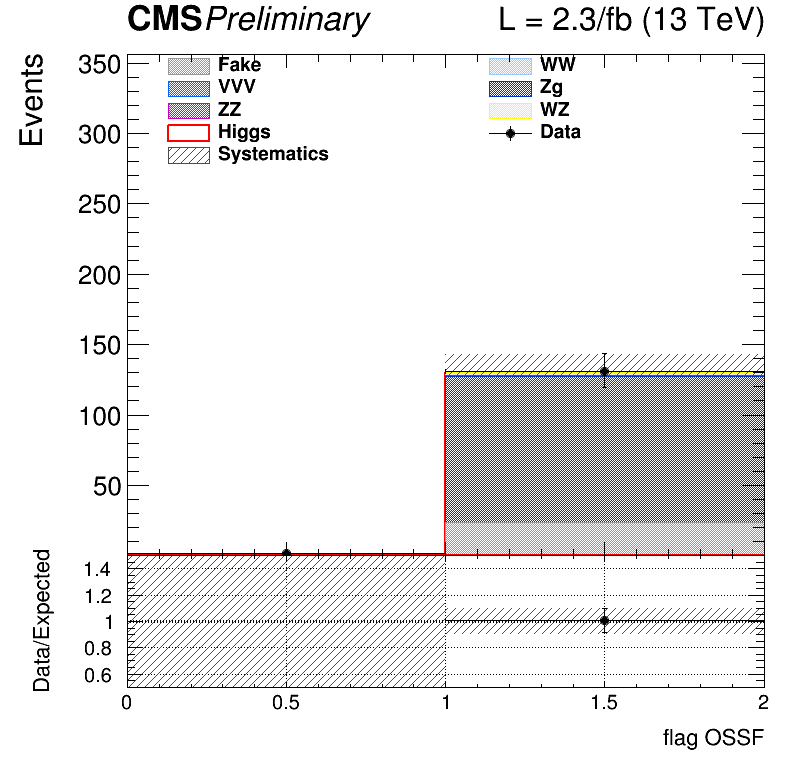 CMSPreliminary L = 2.3/fb (13 TeV)
Events
350
300
250
200
150
100
50
Fake WW
VVV Zg
ZZ WZ
Higgs Data
Systematics
Data/Expected
1.4
1.2
1
0.8
0.6
0 0.5 1 1.5 2
flag OSSF